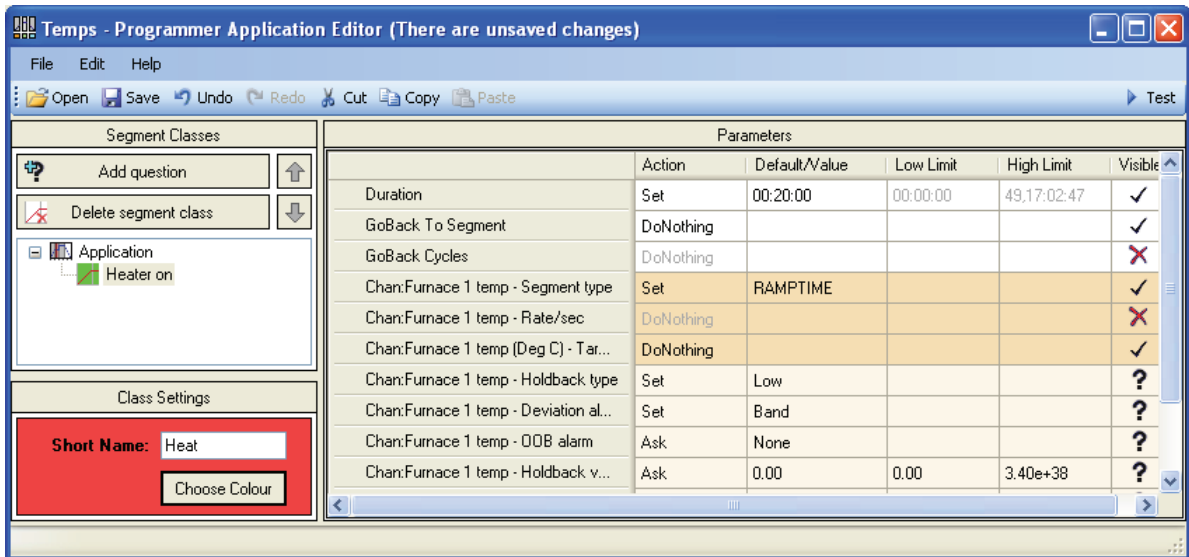 Temps - Programmer Application Editor (There are unsaved changes)
File Edit Help
Open Save Undo Redo Cut Copy Paste Test
Segment Classes
Add question
Delete segment class
Application
Heater on
Class Settings
Short Name: Heat
Choose Colour
Parameters
Action Default/Value Low Limit High Limit Visible
Duration Set 00:20:00 00:00:00 49,17:02:47
GoBack To Segment DoNothing
GoBack Cycles DoNothing
Chan:Furnace 1 temp - Segment type Set RAMPTIME
Chan:Furnace 1 temp - Rate/sec DoNothing
Chan:Furnace 1 temp (Deg C) - Tar... DoNothing
Chan:Furnace 1 temp - Holdback type Set Low ?
Chan:Furnace 1 temp - Deviation al... Set Band ?
Chan:Furnace 1 temp - OOB alarm Ask None ?
Chan:Furnace 1 temp - Holdback v... Ask 0.00 0.00 3.40e+38 ?